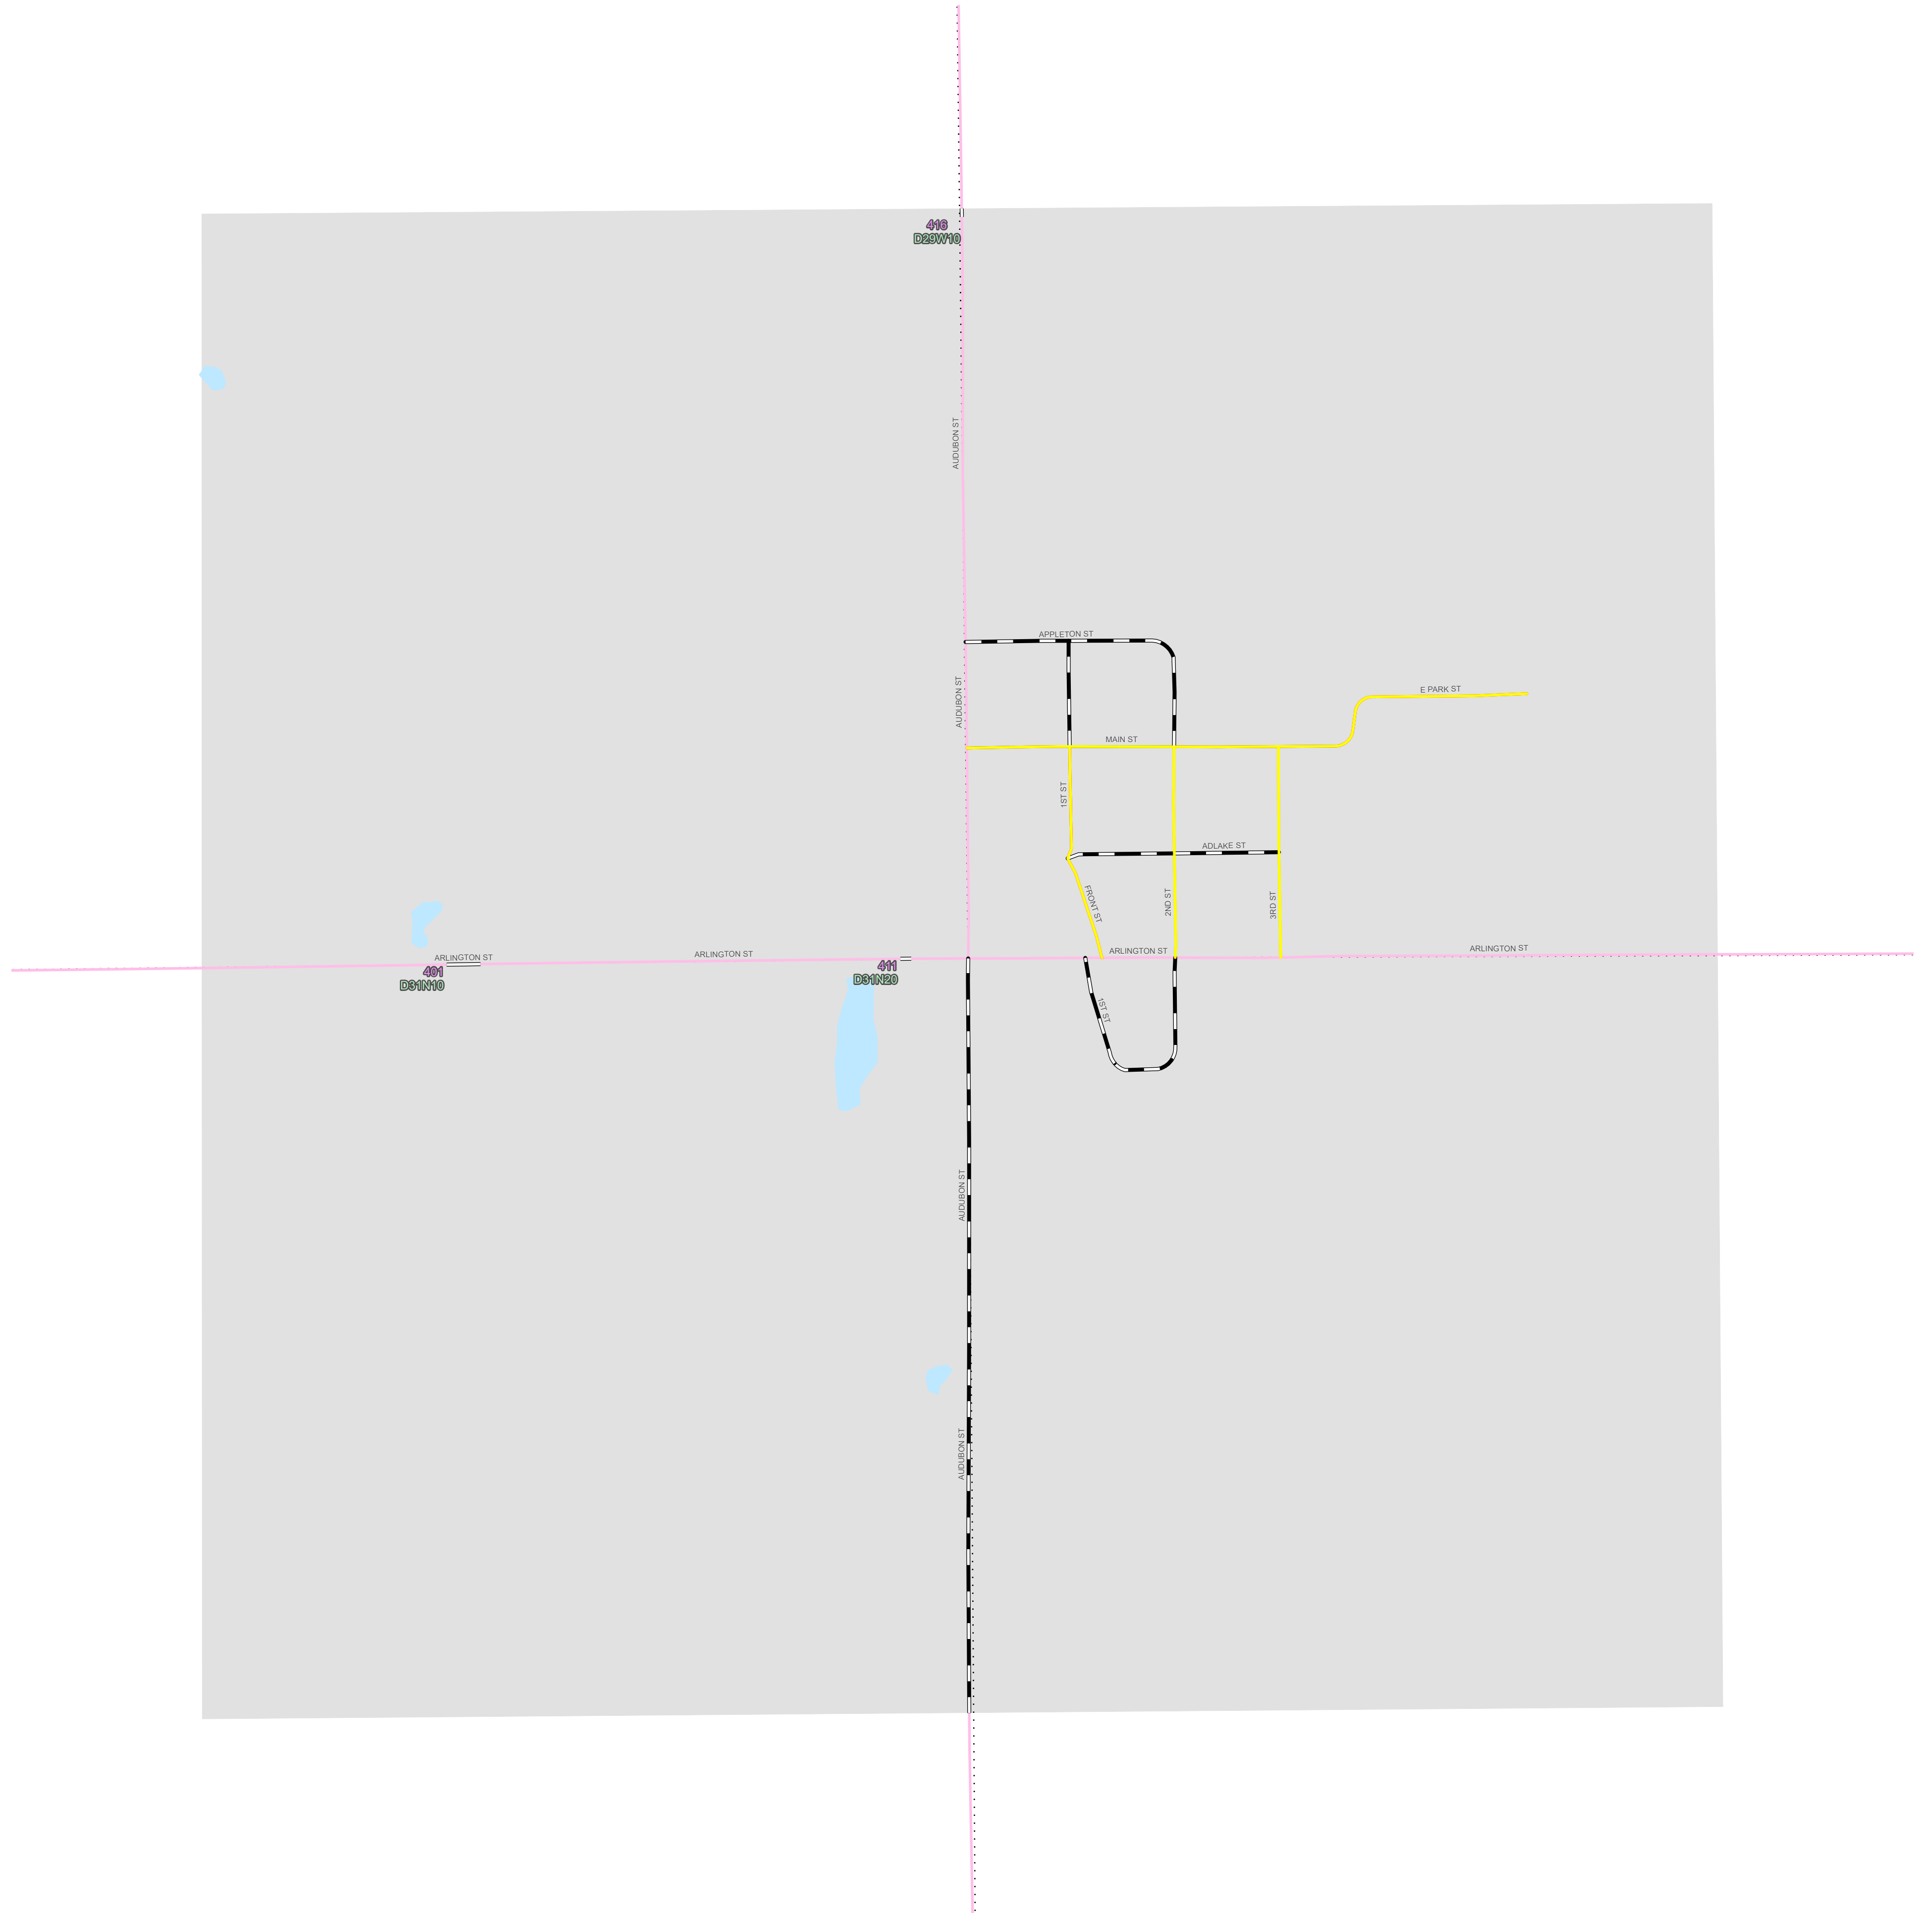 416
D29W10
AUDUBON ST
APPLETON ST
AUDUBON ST
E PARK ST
MAIN ST
1ST ST
ADLAKE ST
FRONT ST
2ND ST
3RD ST
ARLINGTON ST
ARLINGTON ST
ARLINGTON ST
ARLINGTON ST
401
D31N10
411
D31N20
1ST ST
AUDUBON ST
AUDUBON ST